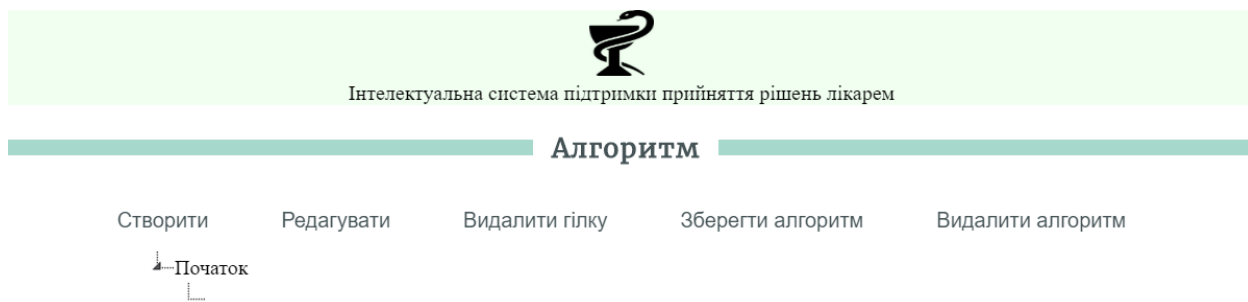 Інтелектуальна система підтримки прийняття рішень лікарем
Алгоритм
Створити Редагувати Видалити гілку Зберегти алгоритм Видалити алгоритм
Початок